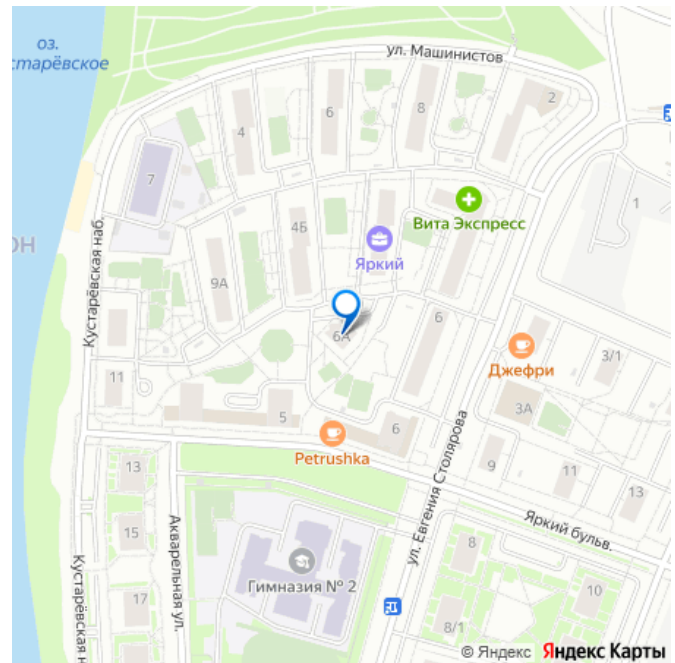 оз.
старёвское
ул. Машинистов
2
8
6
4
7
1
Вита Экспресс
4Б
Яркий
ОН
9А
Кустарёвская наб.
6А
6
3/1
Джефри
11
3А
5
6
Petrushka
ул. Евгения Столярова
9
11
13
13
Яркий бульв.
15
Акварельная ул.
8
Гимназия № 2
10
17
Кустарёвская н
8/1
© Яндекс Яндекс Карты